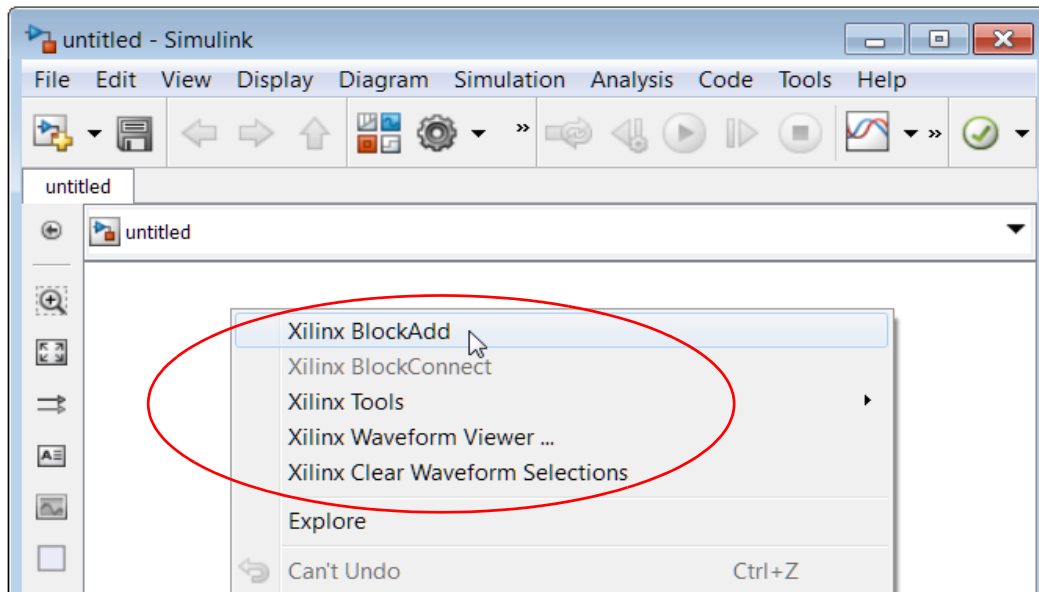 untitled - Simulink
File Edit View Display Diagram Simulation Analysis Code Tools Help
» »
untitled
untitled
Xilinx BlockAdd
Xilinx BlockConnect
Xilinx Tools
Xilinx Waveform Viewer ...
Xilinx Clear Waveform Selections
Explore
Can't Undo Ctrl+Z